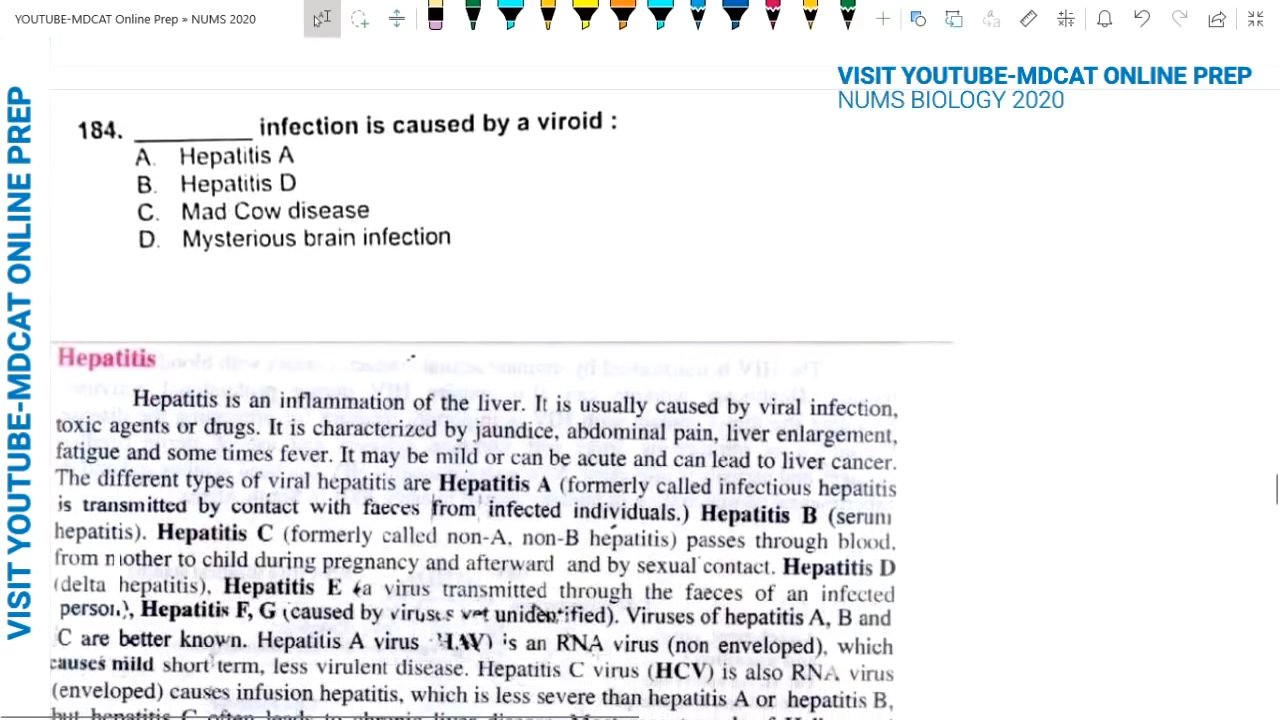 YOUTUBE-MDCAT Online Prep » NUMS 2020
VISIT YOUTUBE-MDCAT ONLINE PREP
NUMS BIOLOGY 2020
VISIT YOUTUBE-MDCAT ONLINE PREP
184. ________ infection is caused by a viroid :
A. Hepatitis A
B. Hepatitis D
C. Mad Cow disease
D. Mysterious brain infection
Hepatitis
Hepatitis is an inflammation of the liver. It is usually caused by viral infection,
toxic agents or drugs. It is characterized by jaundice, abdominal pain, liver enlargement,
fatigue and some times fever. It may be mild or can be acute and can lead to liver cancer.
The different types of viral hepatitis are Hepatitis A (formerly called infectious hepatitis
is transmitted by contact with faeces from infected individuals.) Hepatitis B (serum
hepatitis). Hepatitis C (formerly called non-A, non-B hepatitis) passes through blood,
from mother to child during pregnancy and afterward and by sexual contact. Hepatitis D
(delta hepatitis), Hepatitis E (a virus transmitted through the faeces of an infected
person), Hepatitis F, G (caused by viruses yet unidentified). Viruses of hepatitis A, B and
C are better known. Hepatitis A virus (HAV) is an RNA virus (non enveloped), which
causes mild short term, less virulent disease. Hepatitis C virus (HCV) is also RNA virus
(enveloped) causes infusion hepatitis, which is less severe than hepatitis A or hepatitis B,
but hepatitis C often leads to chronic liver disease.